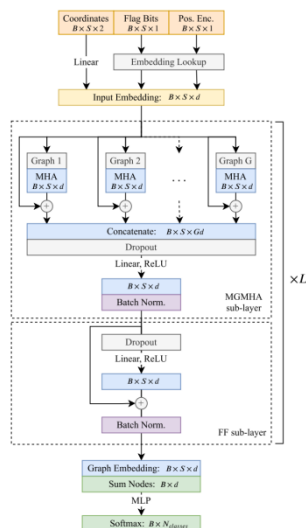 Coordinates Flag Bits Pos. Enc.
B × S × 2 B × S × 1 B × S × 1
Linear Embedding Lookup
Input Embedding: B × S × d
Graph 1 Graph 2 Graph G
MHA MHA MHA
B × S × d B × S × d B × S × d
. . .
+ + +
Concatenate: B × S × Gd
Dropout
Linear, ReLU
B × S × d
Batch Norm.
MGMHA
sub-layer
×L
Dropout
Linear, ReLU
B × S × d
+
Batch Norm.
FF sub-layer
Graph Embedding: B × S × d
Sum Nodes: B × d
MLP
Softmax: B × N_classes